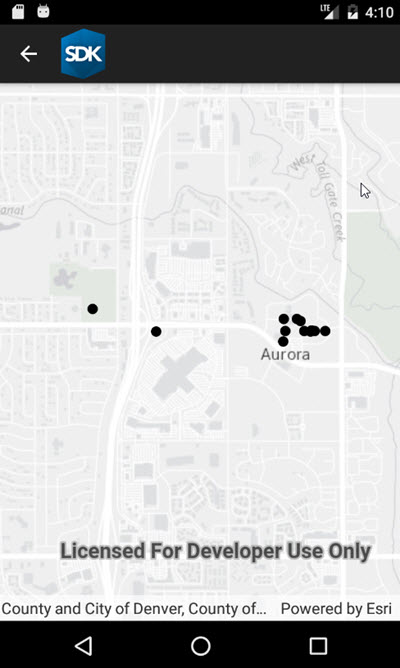 LTE 4:10
SDK
West Toll Gate Creek
anal
Aurora
Licensed For Developer Use Only
County and City of Denver, County of... Powered by Esri